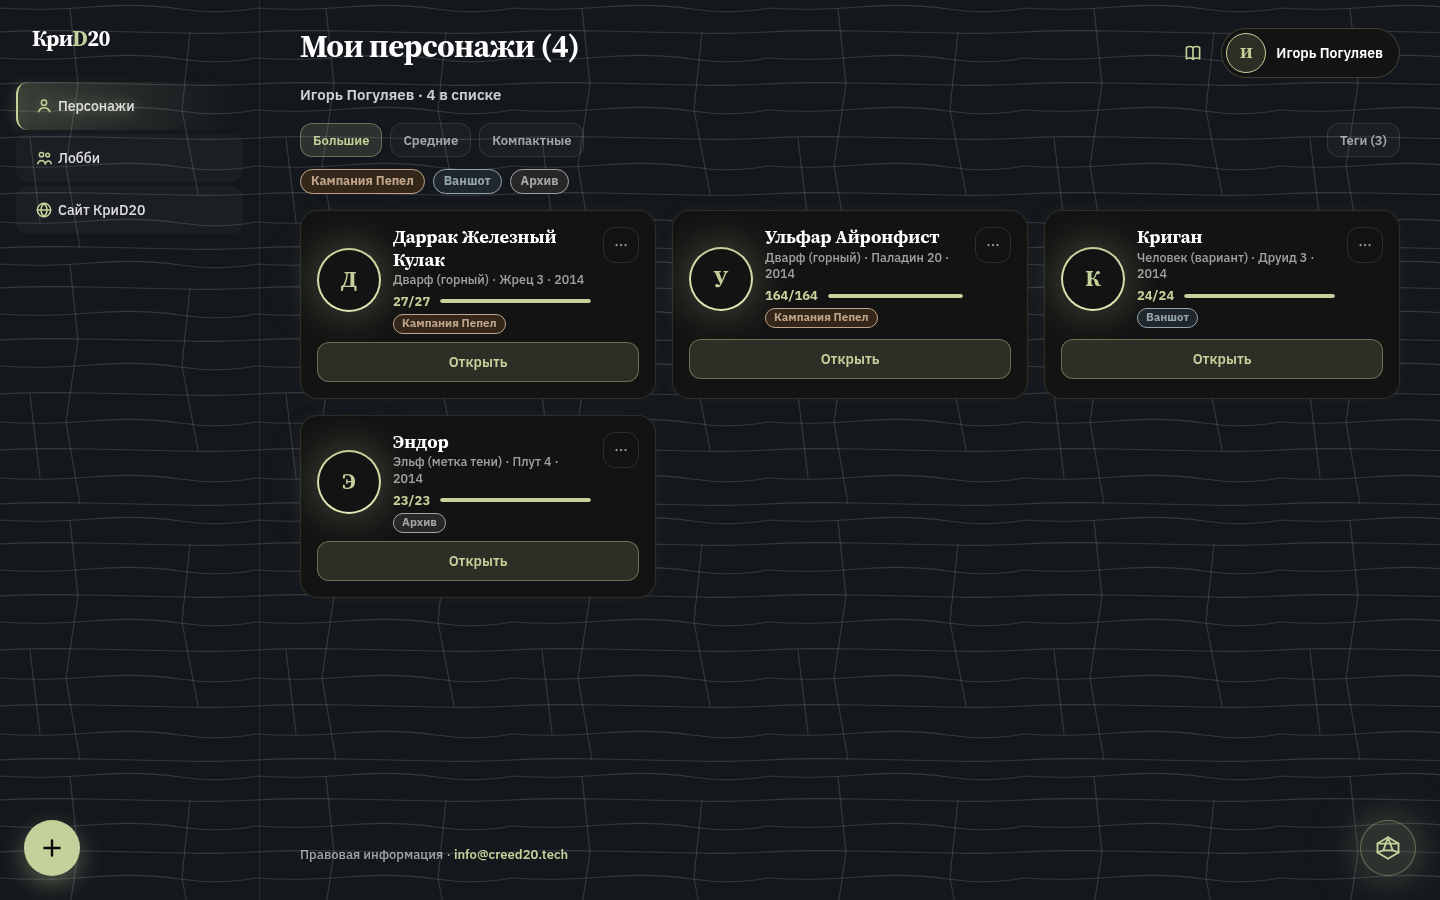 КриD20
Мои персонажи (4)
И
Игорь Погуляев
Персонажи
Лобби
Сайт КриD20
Игорь Погуляев · 4 в списке
Большие
Средние
Компактные
Теги (3)
Кампания Пепел
Ваншот
Архив
Д
Даррак Железный
Кулак
Дварф (горный) · Жрец 3 · 2014
27/27
Кампания Пепел
Открыть
У
Ульфар Айронфист
Дварф (горный) · Паладин 20 ·
2014
164/164
Кампания Пепел
Открыть
К
Криган
Человек (вариант) · Друид 3 ·
2014
24/24
Ваншот
Открыть
Э
Эндор
Эльф (метка тени) · Плут 4 ·
2014
23/23
Архив
Открыть
Правовая информация · info@creed20.tech